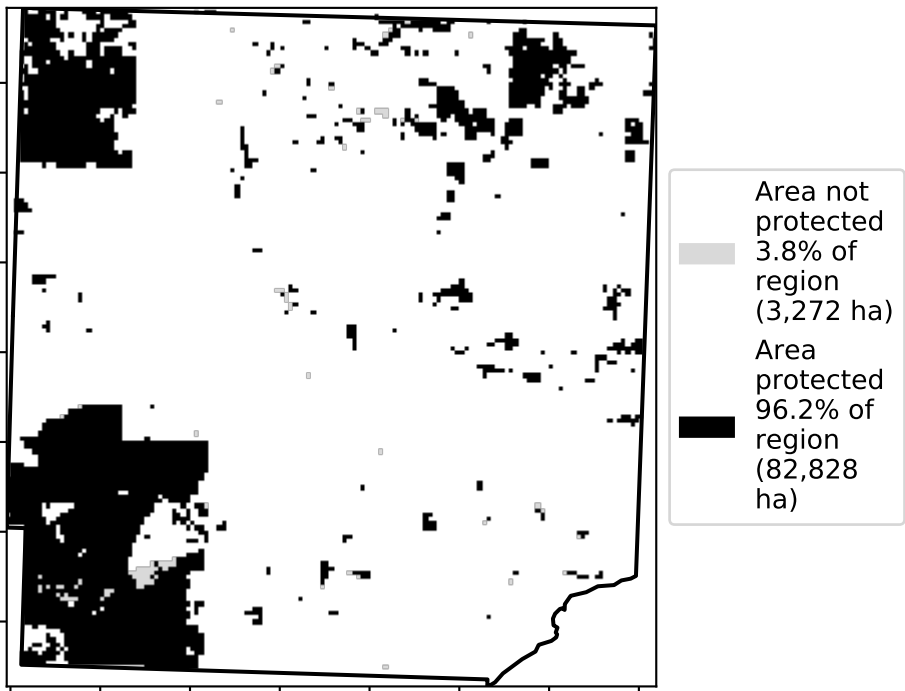 Area not
protected
3.8% of
region
(3,272 ha)
Area
protected
96.2% of
region
(82,828
ha)